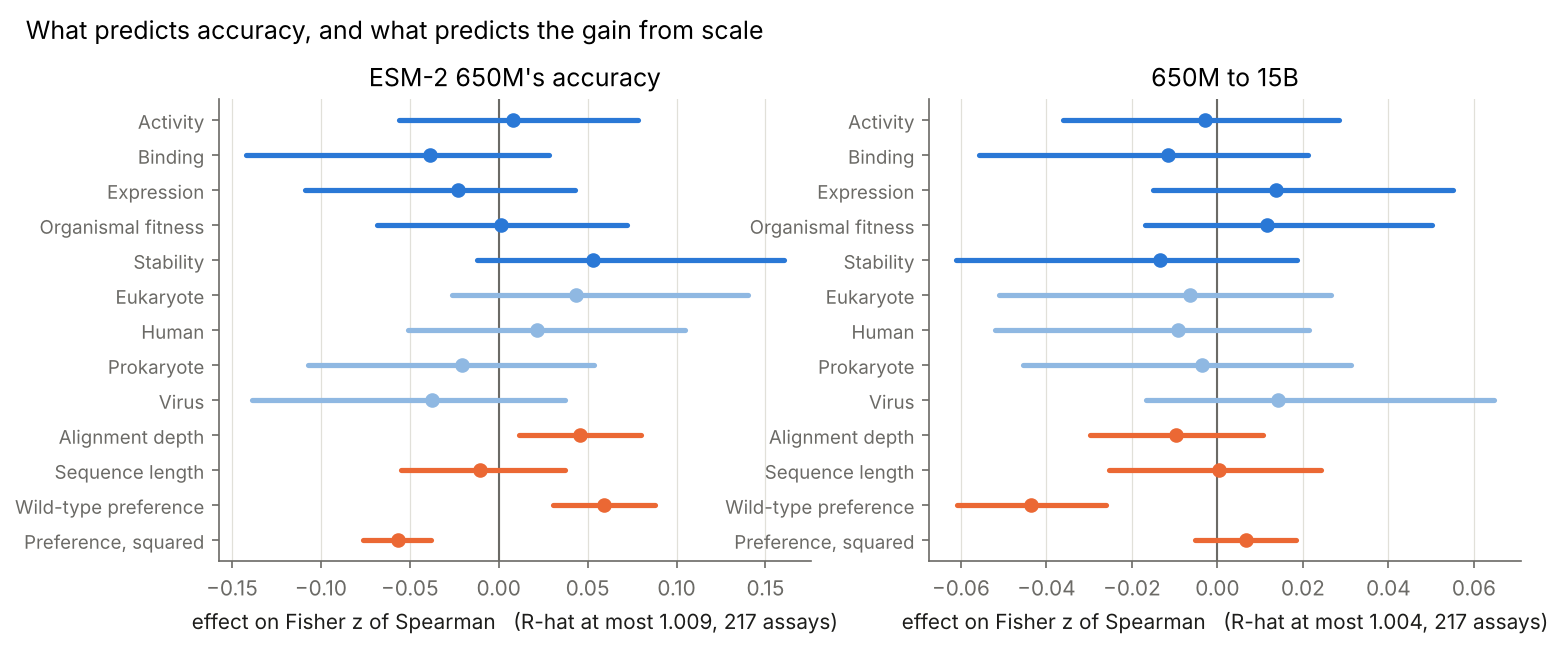 What predicts accuracy, and what predicts the gain from scale
ESM-2 650M's accuracy
Activity
Binding
Expression
Organismal fitness
Stability
Eukaryote
Human
Prokaryote
Virus
Alignment depth
Sequence length
Wild-type preference
Preference, squared
−0.15 −0.10 −0.05 0.00 0.05 0.10 0.15
effect on Fisher z of Spearman (R-hat at most 1.009, 217 assays)
650M to 15B
Activity
Binding
Expression
Organismal fitness
Stability
Eukaryote
Human
Prokaryote
Virus
Alignment depth
Sequence length
Wild-type preference
Preference, squared
−0.06 −0.04 −0.02 0.00 0.02 0.04 0.06
effect on Fisher z of Spearman (R-hat at most 1.004, 217 assays)